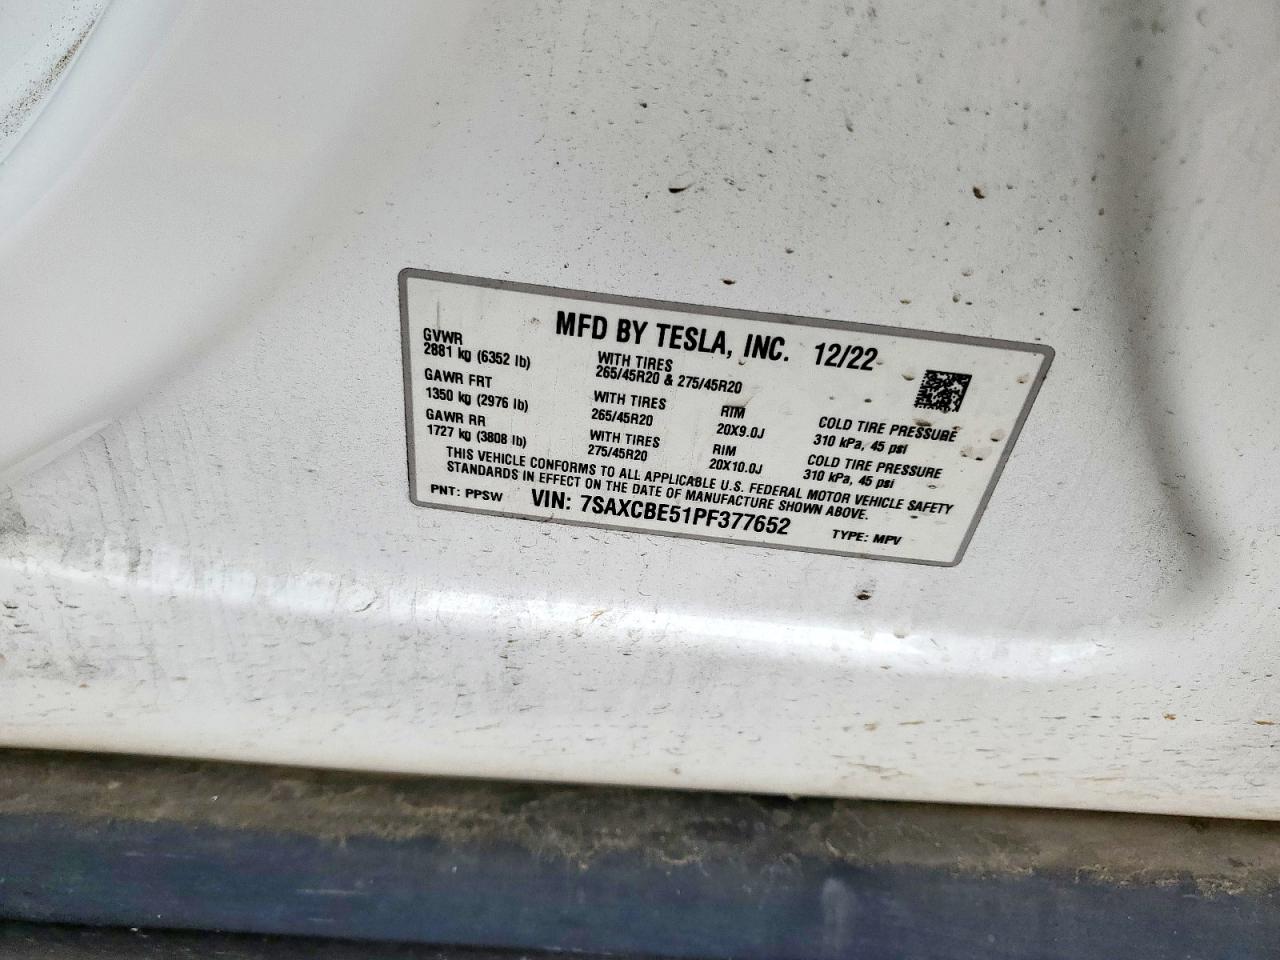 MFD BY TESLA, INC. 12/22
GVWR
2881 kg (6352 lb)
WITH TIRES
265/45R20 & 275/45R20
GAWR FRT
1350 kg (2976 lb)
WITH TIRES
265/45R20
RIM
20X9.0J
COLD TIRE PRESSURE
310 kPa, 45 psi
GAWR RR
1727 kg (3808 lb)
WITH TIRES
275/45R20
RIM
20X10.0J
COLD TIRE PRESSURE
310 kPa, 45 psi
THIS VEHICLE CONFORMS TO ALL APPLICABLE U.S. FEDERAL MOTOR VEHICLE SAFETY
STANDARDS IN EFFECT ON THE DATE OF MANUFACTURE SHOWN ABOVE.
PNT: PPSW VIN: 7SAXCBE51PF377652 TYPE: MPV